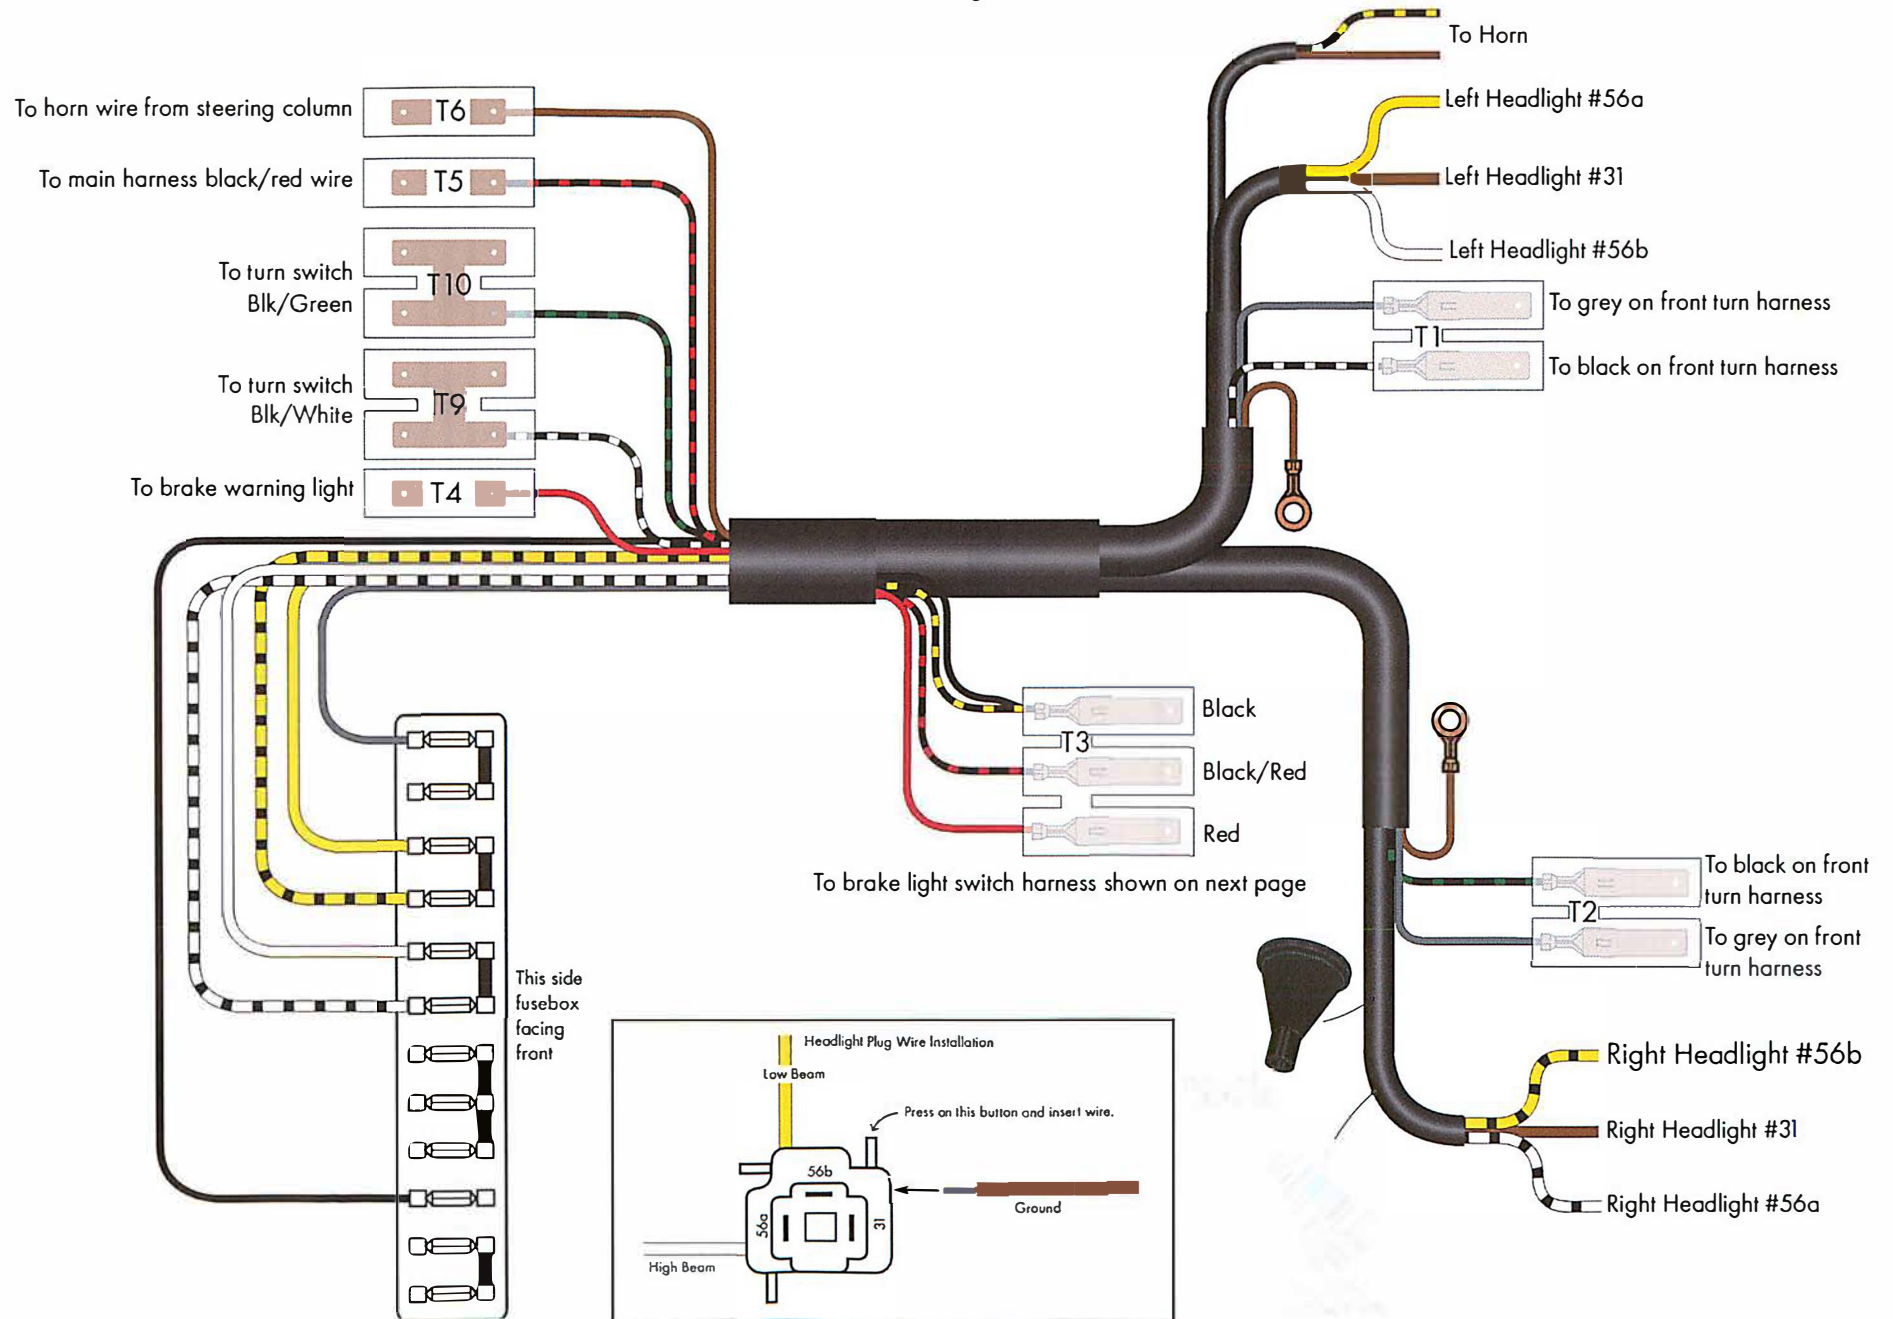 To Horn
Left Headlight #56a
Left Headlight #31
Left Headlight #56b
To horn wire from steering column
T6
To main harness black/red wire
T5
To turn switch
Blk/Green
T10
To turn switch
Blk/White
T9
To brake warning light
T4
To grey on front turn harness
T1
To black on front turn harness
Black
T3
Black/Red
Red
To brake light switch harness shown on next page
To black on front
turn harness
T2
To grey on front
turn harness
This side
fusebox
facing
front
Headlight Plug Wire Installation
Low Beam
Press on this button and insert wire.
56b
56a
31
Ground
High Beam
Right Headlight #56b
Right Headlight #31
Right Headlight #56a